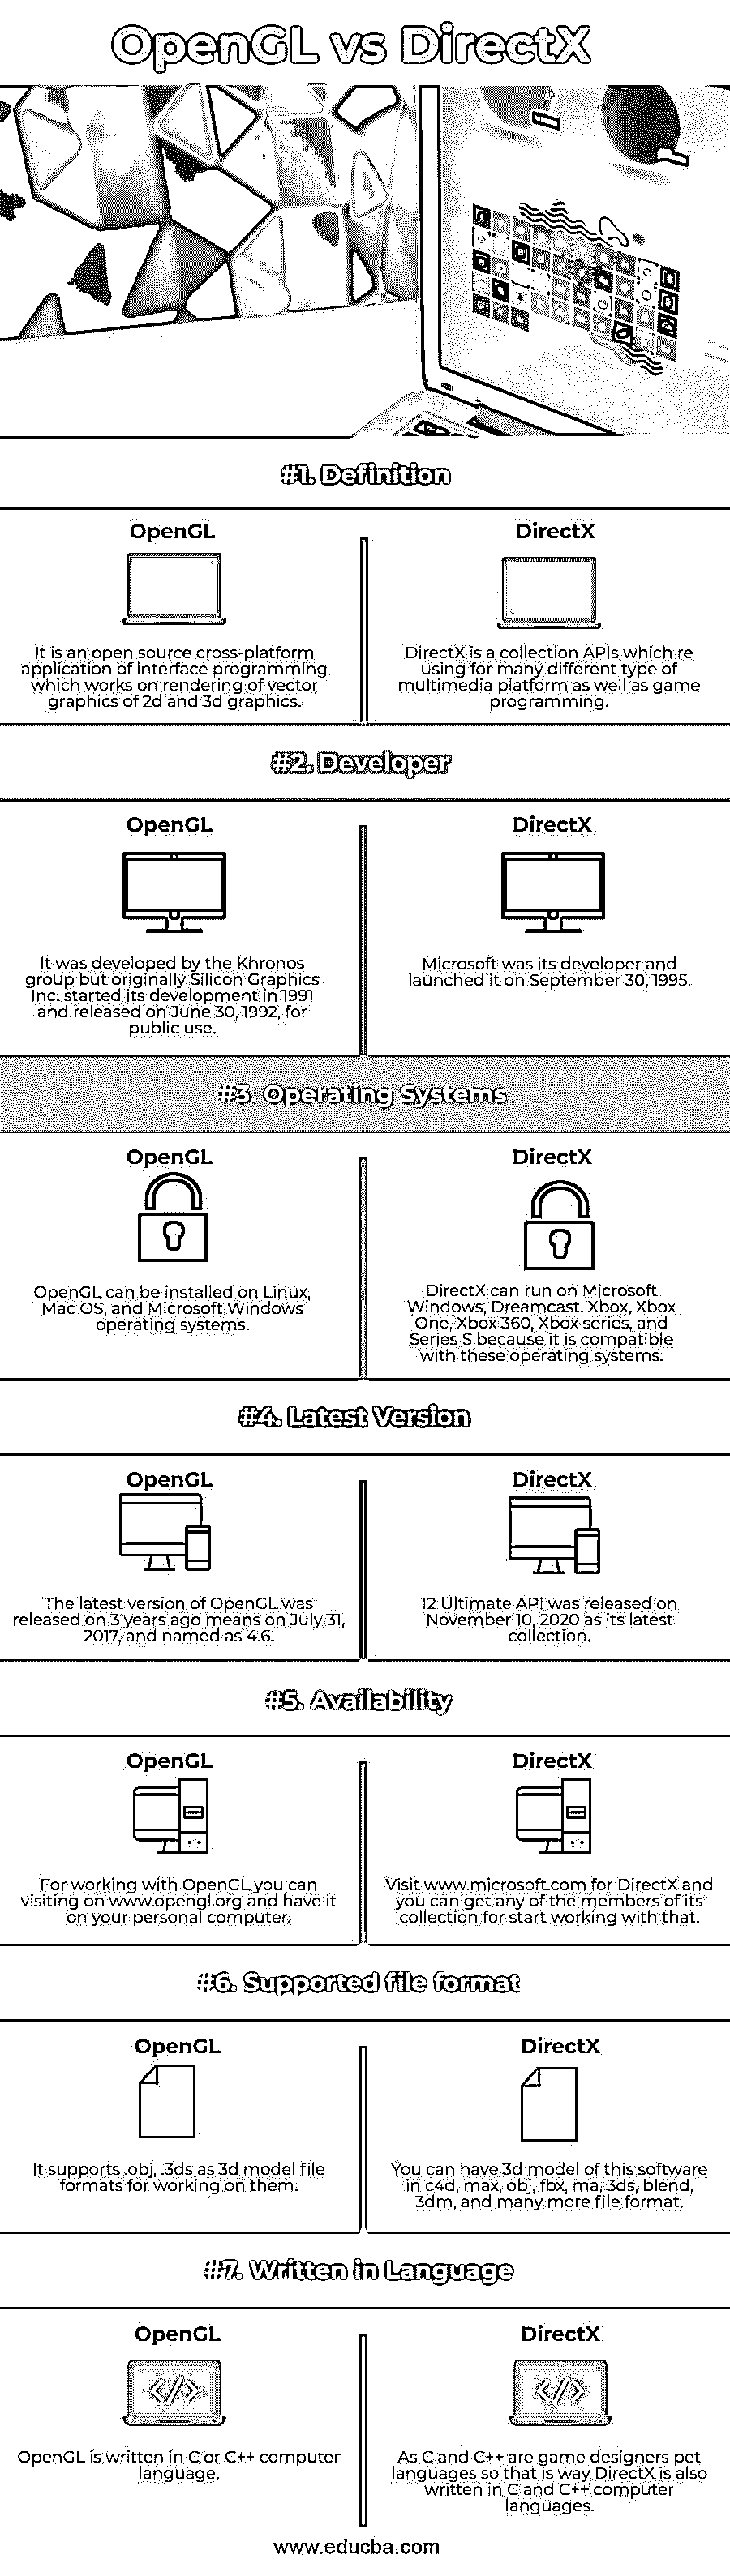 OpenGL vs DirectX
#1. Definition
OpenGL
It is an open source cross-platform
application of interface programming
which works on rendering of vector
graphics of 2d and 3d graphics.
DirectX
DirectX is a collection APIs which re
using for many different type of
multimedia platform as well as game
programming.
#2. Developer
OpenGL
It was developed by the Khronos
group but originally Silicon Graphics
Inc, started its development in 1991
and released on June 30, 1992, for
public use.
DirectX
Microsoft was its developer and
launched it on September 30, 1995.
#3. Operating Systems
OpenGL
OpenGL can be installed on Linux,
Mac OS, and Microsoft Windows
operating systems.
DirectX
DirectX can run on Microsoft
Windows, Dreamcast, Xbox, Xbox
One, Xbox 360, Xbox series, and
Series S because it is compatible
with these operating systems.
#4. Latest Version
OpenGL
The latest version of OpenGL was
released on 3 years ago means on July 31,
2017, and named as 4.6.
DirectX
12 Ultimate API was released on
November 10, 2020 as its latest
collection.
#5. Availability
OpenGL
For working with OpenGL you can
visiting on www.opengl.org and have it
on your personal computer.
DirectX
Visit www.microsoft.com for DirectX and
you can get any of the members of its
collection for start working with that.
#6. Supported file format
OpenGL
It supports .obj, .3ds as 3d model file
formats for working on them.
DirectX
You can have 3d model of this software
in c4d, max, obj, fbx, ma, 3ds, blend,
3dm, and many more file format.
#7. Written in Language
OpenGL
OpenGL is written in C or C++ computer
language.
DirectX
As C and C++ are game designers pet
languages so that is way DirectX is also
written in C and C++ computer
languages.
www.educba.com